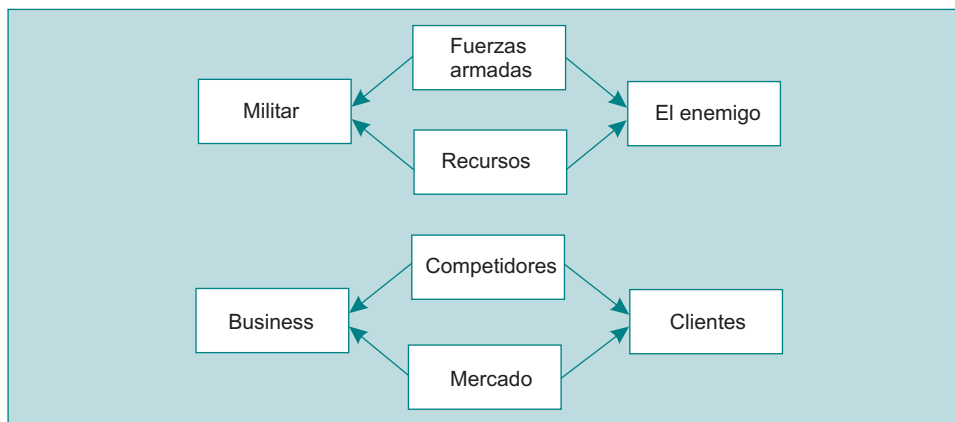 Fuerzas
armadas
Militar
El enemigo
Recursos
Competidores
Business
Clientes
Mercado